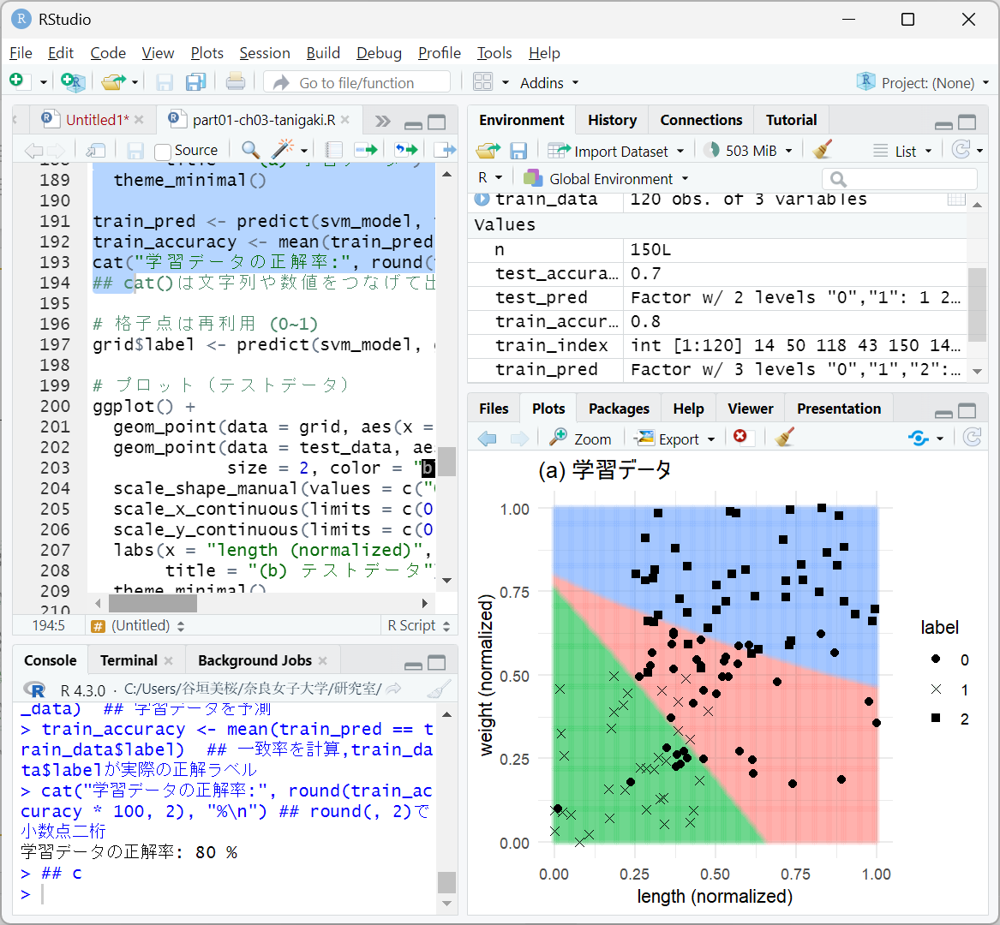 RStudio
File Edit Code View Plots Session Build Debug Profile Tools Help
Go to file/function Addins Project: (None)
Untitled1* part01-ch03-tanigaki.R
Source
189 theme_minimal()
190
191 train_pred <- predict(svm_model,
192 train_accuracy <- mean(train_pred
193 cat("学習データの正解率:", round(
194 ## cat()は文字列や数値をつなげて出
195
196 # 格子点は再利用 (0~1)
197 grid$label <- predict(svm_model,
198
199 # プロット（テストデータ）
200 ggplot() +
201 geom_point(data = grid, aes(x =
202 geom_point(data = test_data, aes
203 size = 2, color = "b
204 scale_shape_manual(values = c("
205 scale_x_continuous(limits = c(0
206 scale_y_continuous(limits = c(0
207 labs(x = "length (normalized)",
208 title = "(b) テストデータ"
209 theme_minimal()
210
194:5 # (Untitled) R Script
Console Terminal Background Jobs
R 4.3.0 · C:/Users/谷垣美桜/奈良女子大学/研究室/
_data) ## 学習データを予測
> train_accuracy <- mean(train_pred == t
rain_data$label) ## 一致率を計算,train_da
ta$labelが実際の正解ラベル
> cat("学習データの正解率:", round(train_ac
curacy * 100, 2), "%\n") ## round(, 2)で
小数点二桁
学習データの正解率: 80 %
> ## c
>
Environment History Connections Tutorial
Import Dataset 503 MiB List
R Global Environment
train_data 120 obs. of 3 variables
Values
n 150L
test_accura… 0.7
test_pred Factor w/ 2 levels "0","1": 1 2…
train_accur… 0.8
train_index int [1:120] 14 50 118 43 150 14…
train_pred Factor w/ 3 levels "0","1","2":…
Files Plots Packages Help Viewer Presentation
Zoom Export
(a) 学習データ
weight (normalized)
1.00
0.75
0.50
0.25
0.00
0.00 0.25 0.50 0.75 1.00
length (normalized)
label
0
1
2